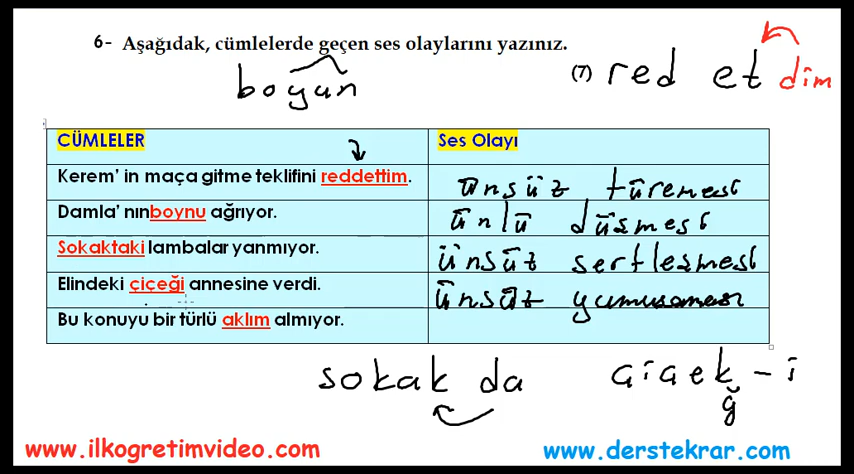 6- Aşağıdak, cümlelerde geçen ses olaylarını yazınız.
boyun
(7) red et dim
CÜMLELER Ses Olayı
Kerem' in maça gitme teklifini reddettim. ünsüz türemesi
Damla' nınboynu ağrıyor. ünlü düşmesi
Sokaktaki lambalar yanmıyor. ünsüz sertleşmesi
Elindeki çiçeği annesine verdi. ünsüz yumuşaması
Bu konuyu bir türlü aklım almıyor.
sokak da çiçek - i
ğ
www.ilkogretimvideo.com www.derstekrar.com